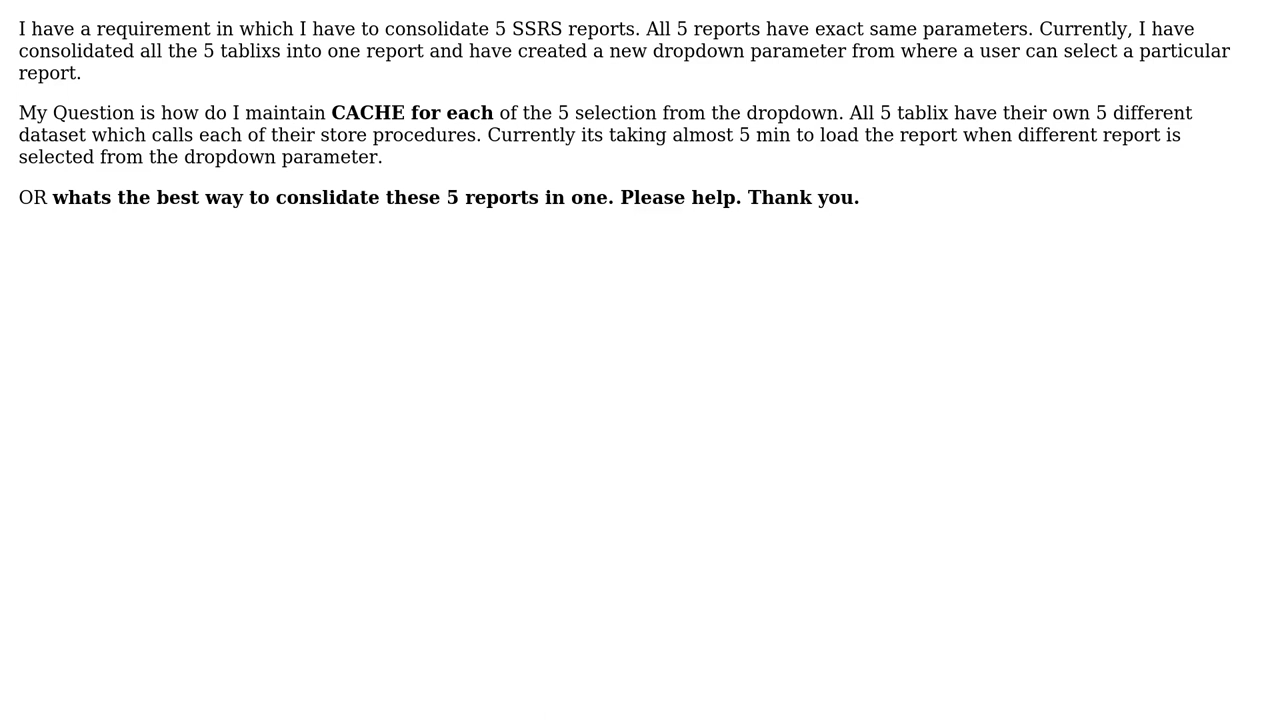 I have a requirement in which I have to consolidate 5 SSRS reports. All 5 reports have exact same parameters. Currently, I have
consolidated all the 5 tablixs into one report and have created a new dropdown parameter from where a user can select a particular
report.
My Question is how do I maintain CACHE for each of the 5 selection from the dropdown. All 5 tablix have their own 5 different
dataset which calls each of their store procedures. Currently its taking almost 5 min to load the report when different report is
selected from the dropdown parameter.
OR whats the best way to conslidate these 5 reports in one. Please help. Thank you.